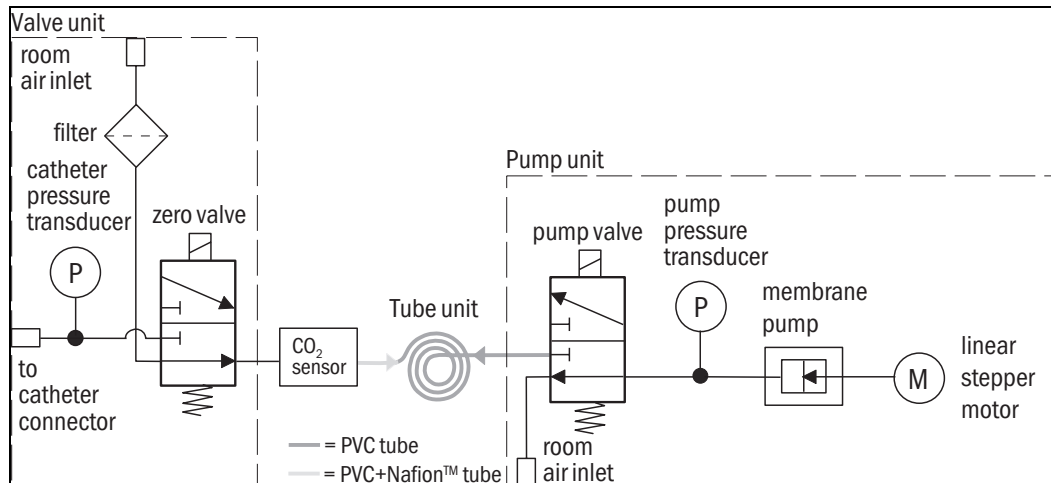 Valve unit
room
air inlet
filter
catheter
pressure
transducer
P
zero valve
to
catheter
connector
CO2
sensor
Tube unit
= PVC tube
= PVC+Nafion™ tube
Pump unit
pump valve
pump
pressure
transducer
P
membrane
pump
M
linear
stepper
motor
room
air inlet